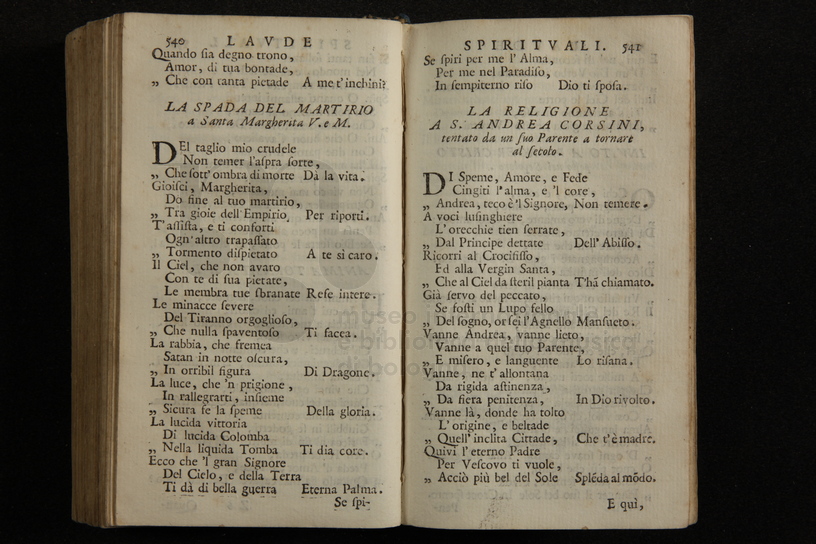 540 LAVDE
Quando ſia degno trono,
Amor, di tua bontade,
„ Che con tanta pietade A me t'inchini?
LA SPADA DEL MARTIRIO
a Santa Margherita V. e M.
DEl taglio mio crudele
Non temer l'aſpra ſorte,
„ Che ſott' ombra di morte Dà la vita.
Gioiſci, Margherita,
Do fine al tuo martirio,
„ Tra gioie dell' Empirio Per riporti.
T'aſſiſta, e ti conforti
Ogn'altro trapaſſato
„ Tormento diſpietato A te sì caro.
Il Ciel, che non avaro
Con te di ſua pietate,
Le membra tue sbranate Reſe intere.
Le minacce ſevere
Del Tiranno orgoglioſo,
„ Che nulla ſpaventoſo Ti facea.
La rabbia, che fremea
Satan in notte oſcura,
„ In orribil figura Di Dragone.
La luce, che 'n prigione,
In rallegrarti, inſieme
„ Sicura fe la ſpeme Della gloria.
La lucida vittoria
Di lucida Colomba
„ Nella liquida Tomba Ti dia core.
Ecco che 'l gran Signore
Del Cielo, e della Terra
Ti dà di bella guerra Eterna Palma.
Se ſpi-
SPIRITVALI. 541
Se ſpiri per me l' Alma,
Per me nel Paradiſo,
In ſempiterno riſo Dio ti ſpoſa.
LA RELIGIONE
A S. ANDREA CORSINI,
tentato da un ſuo Parente a tornare
al ſecolo.
DI Speme, Amore, e Fede
Cingiti l'alma, e 'l core,
„ Andrea, teco è 'l Signore, Non temere.
A voci luſinghiere
L'orecchie tien ſerrate,
„ Dal Principe dettate Dell' Abiſſo.
Ricorri al Crocifiſſo,
Ed alla Vergin Santa,
„ Che al Ciel da ſteril pianta T'hā chiamato.
Già ſervo del peccato,
Se foſti un Lupo fello
„ Del ſogno, or ſei l'Agnello Manſueto.
Vanne Andrea, vanne lieto,
Vanne a quel tuo Parente,
„ E miſero, e languente Lo riſana.
Vanne, ne t'allontana
Da rigida aſtinenza,
„ Da fiera penitenza, In Dio rivolto.
Vanne là, donde ha tolto
L'origine, e beltade
„ Quell' inclita Cittade, Che t'è madre.
Quivi l'eterno Padre
Per Veſcovo ti vuole,
„ Acciò più bel del Sole Splēda al mōdo.
E quì,